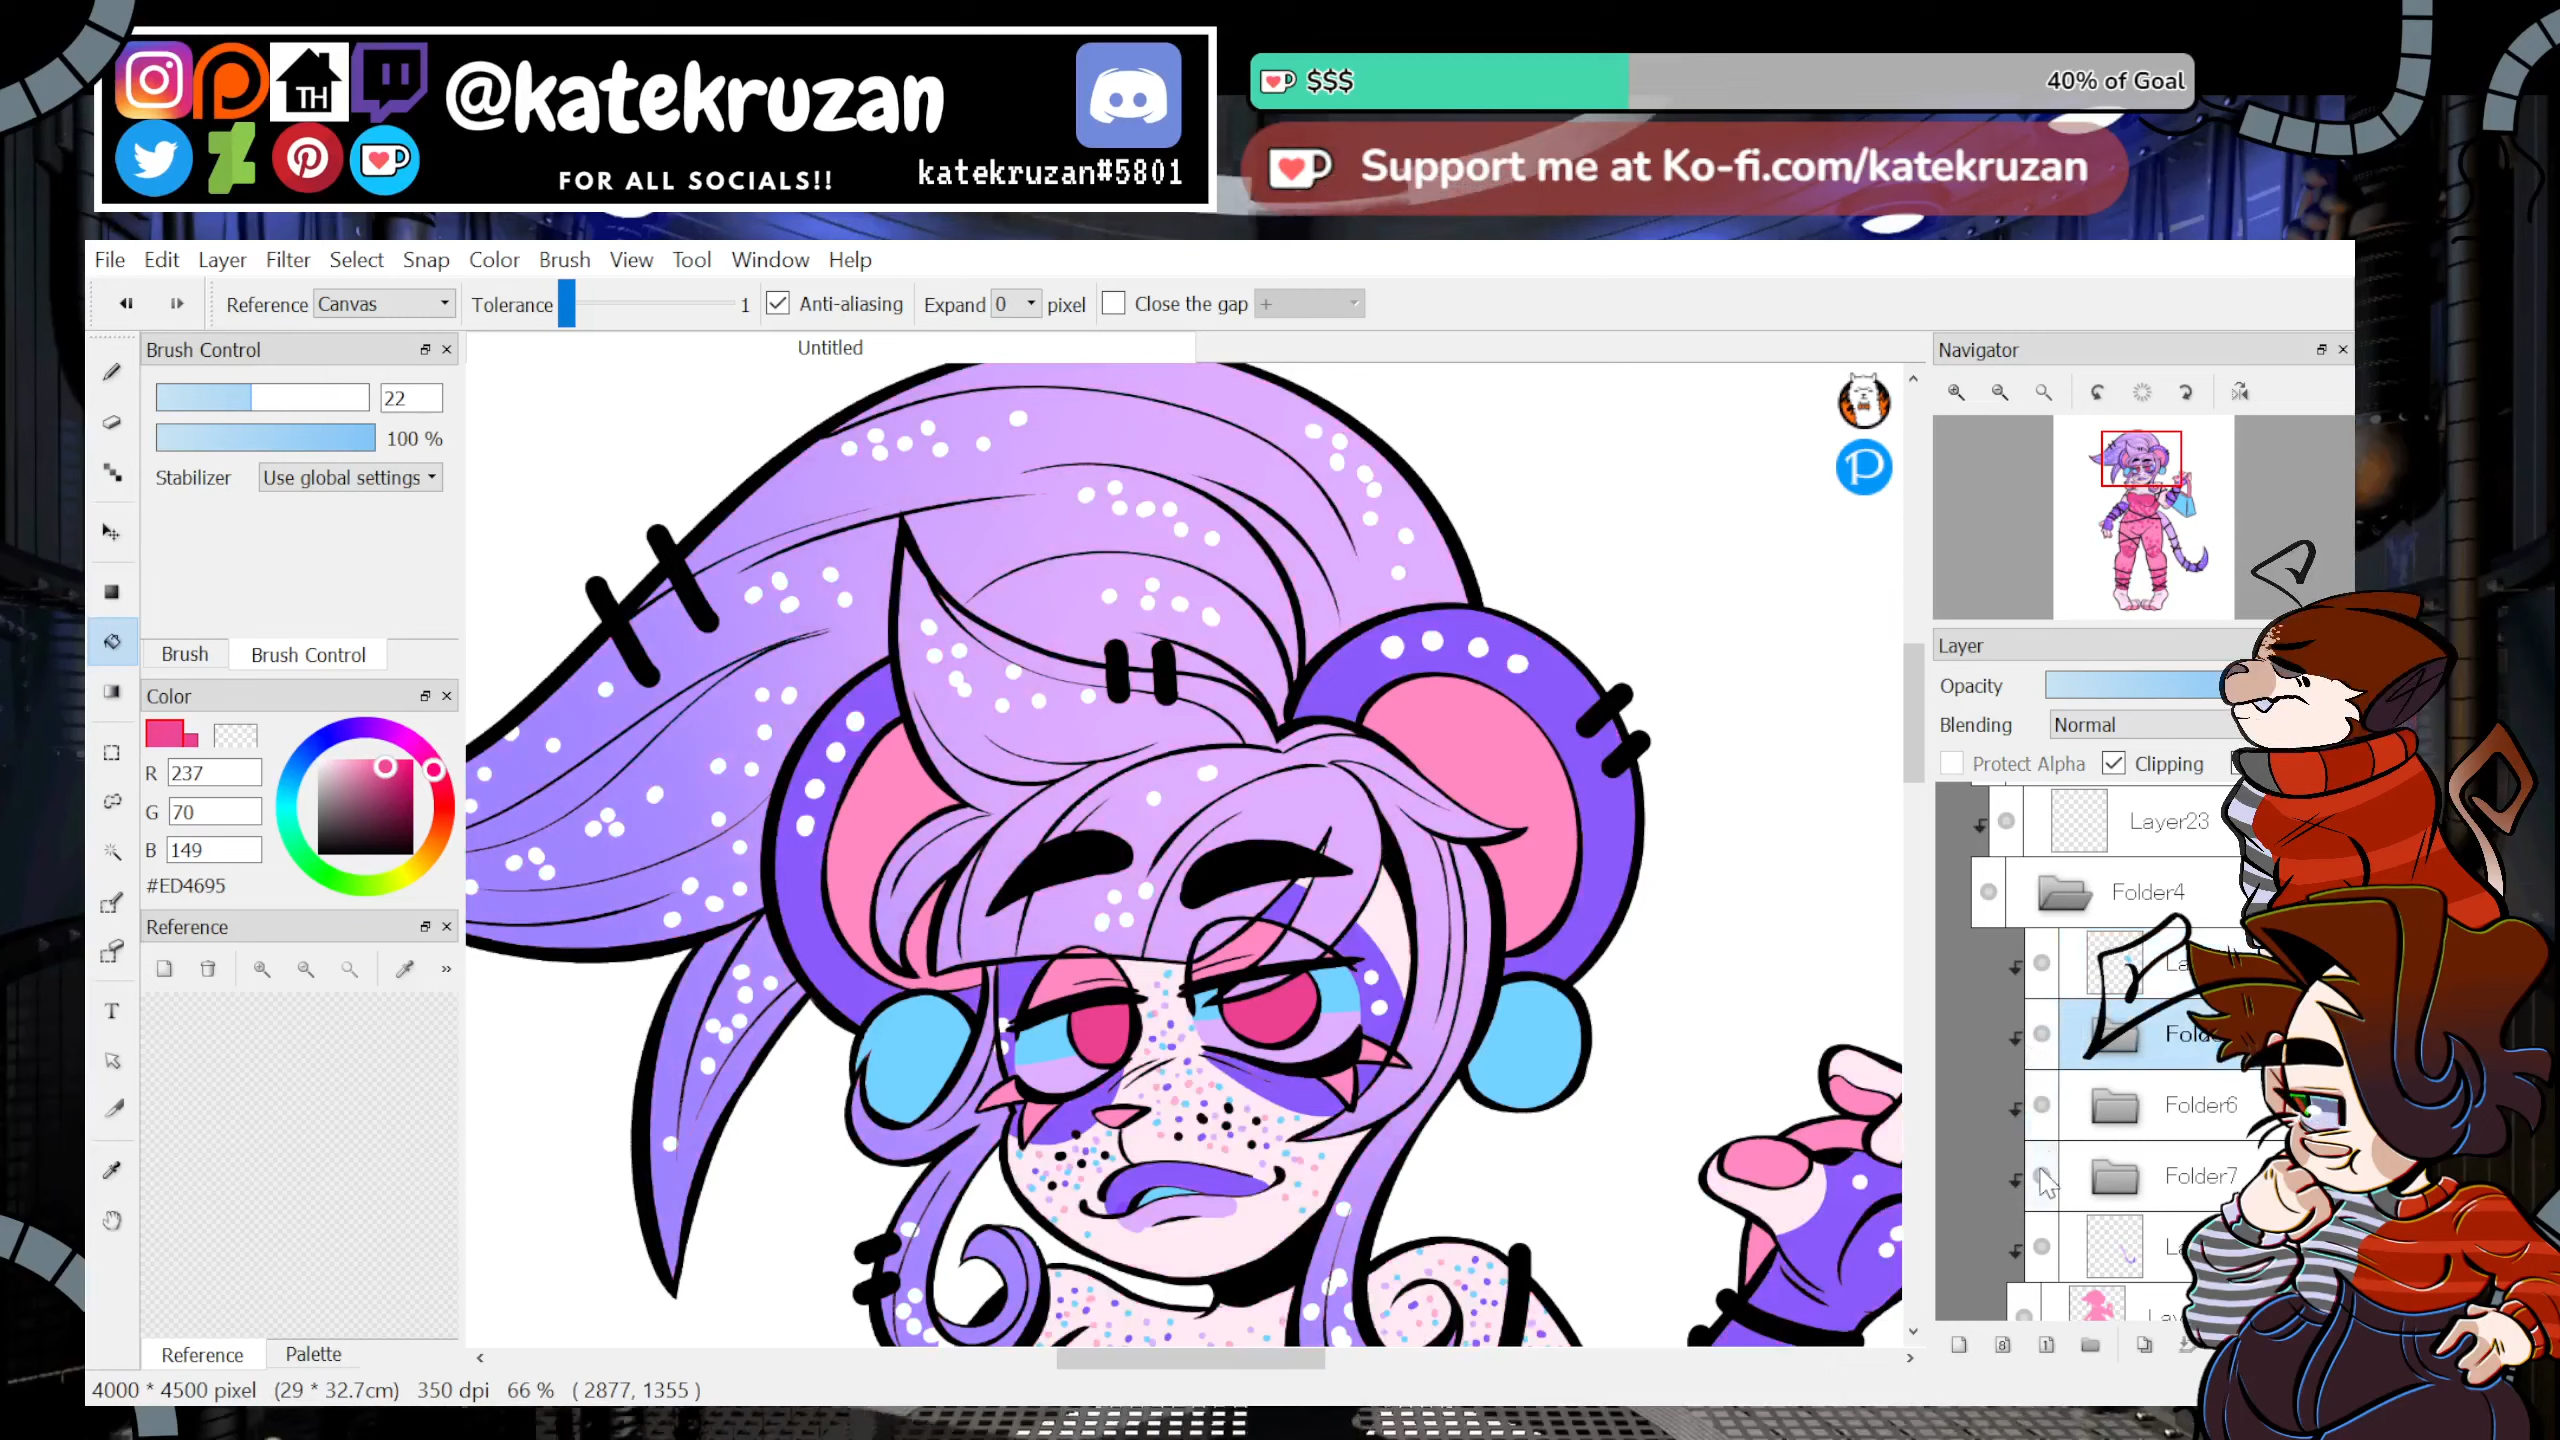 TH
@katekruzan
FOR ALL SOCIALS!!
katekruzan#5801
$$$
40% of Goal
Support me at Ko-fi.com/katekruzan
File Edit Layer Filter Select Snap Color Brush View Tool Window Help
Reference Canvas Tolerance 1 Anti-aliasing Expand 0 pixel Close the gap +
Brush Control
Untitled
Navigator
22
100 %
Stabilizer Use global settings
Brush Brush Control
Color
R 237
G 70
B 149
#ED4695
Reference
T
Reference Palette
Layer
Opacity
Blending Normal
Protect Alpha Clipping
Layer23
Folder4
Folder6
Folder7
4000 * 4500 pixel (29 * 32.7cm) 350 dpi 66 % ( 2877, 1355 )